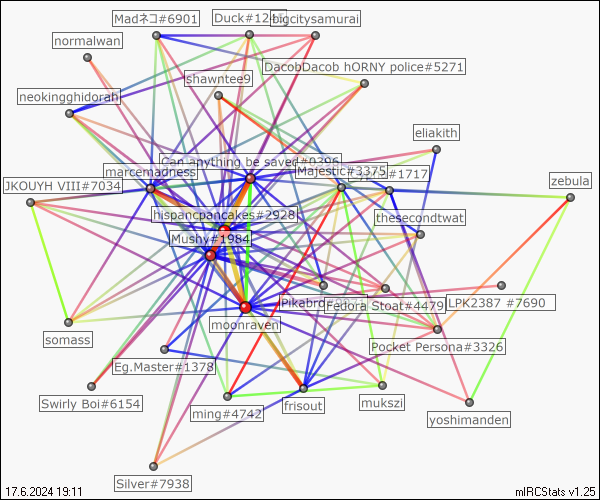 Madネコ#6901
Duck#124
bigcitysamurai
normalwan
DacobDacob hORNY police#5271
shawntee9
neokingghidorah
eliakith
Can anything be saved#9396
marcemadness
Majestic#3375
#1717
zebula
JKOUYH VIII#7034
hispancpancakes#2928
thesecondtwat
Mushy#1984
Pikabro
Fedora Stoat#4479
LPK2387 #7690
moonraven
somass
Pocket Persona#3326
Eg.Master#1378
Swirly Boi#6154
ming#4742
frisout
mukszi
yoshimanden
Silver#7938
17.6.2024 19:11
mIRCStats v1.25